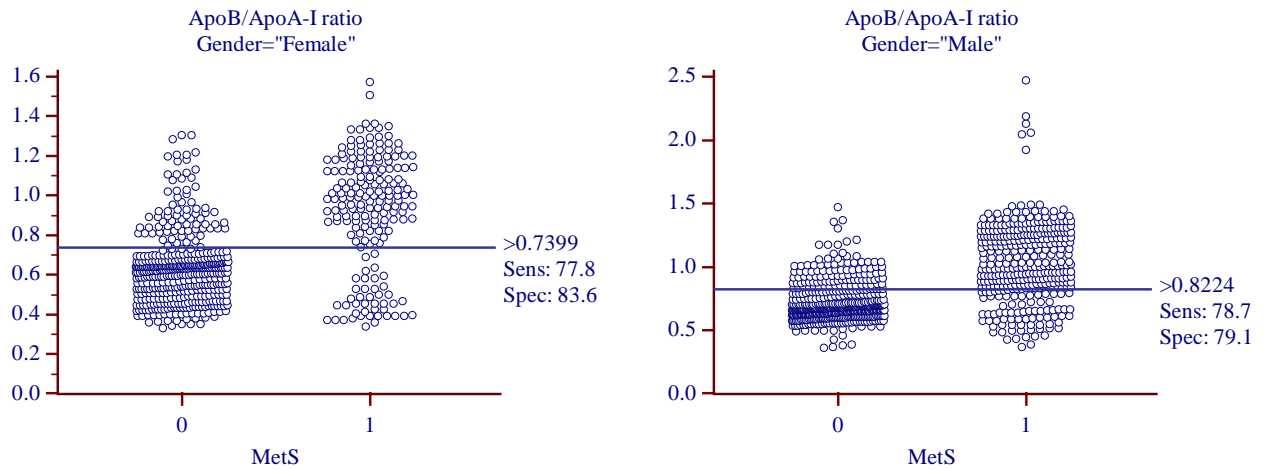 ApoB/ApoA-I ratio
Gender="Female"
1.6
1.4
1.2
1.0
0.8
0.6
0.4
0.2
0.0
>0.7399
Sens: 77.8
Spec: 83.6
0 1
MetS
ApoB/ApoA-I ratio
Gender="Male"
2.5
2.0
1.5
1.0
0.5
0.0
>0.8224
Sens: 78.7
Spec: 79.1
0 1
MetS